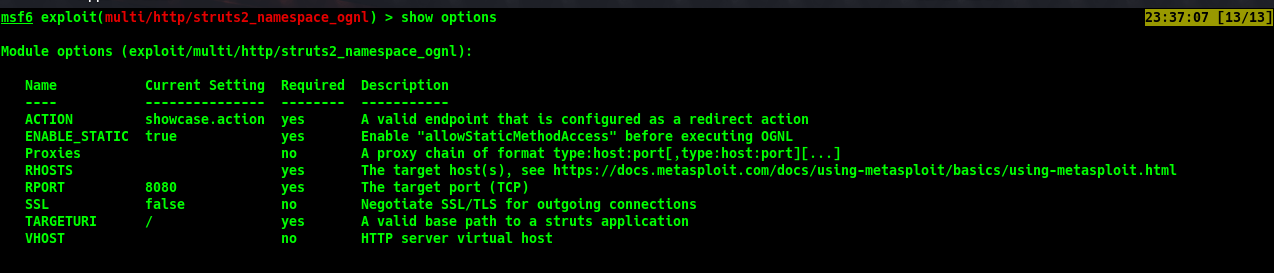 msf6 exploit(multi/http/struts2_namespace_ognl) > show options 23:37:07 [13/13]
Module options (exploit/multi/http/struts2_namespace_ognl):
Name Current Setting Required Description
---- --------------- -------- -----------
ACTION showcase.action yes A valid endpoint that is configured as a redirect action
ENABLE_STATIC true yes Enable "allowStaticMethodAccess" before executing OGNL
Proxies no A proxy chain of format type:host:port[,type:host:port][...]
RHOSTS yes The target host(s), see https://docs.metasploit.com/docs/using-metasploit/basics/using-metasploit.html
RPORT 8080 yes The target port (TCP)
SSL false no Negotiate SSL/TLS for outgoing connections
TARGETURI / yes A valid base path to a struts application
VHOST no HTTP server virtual host